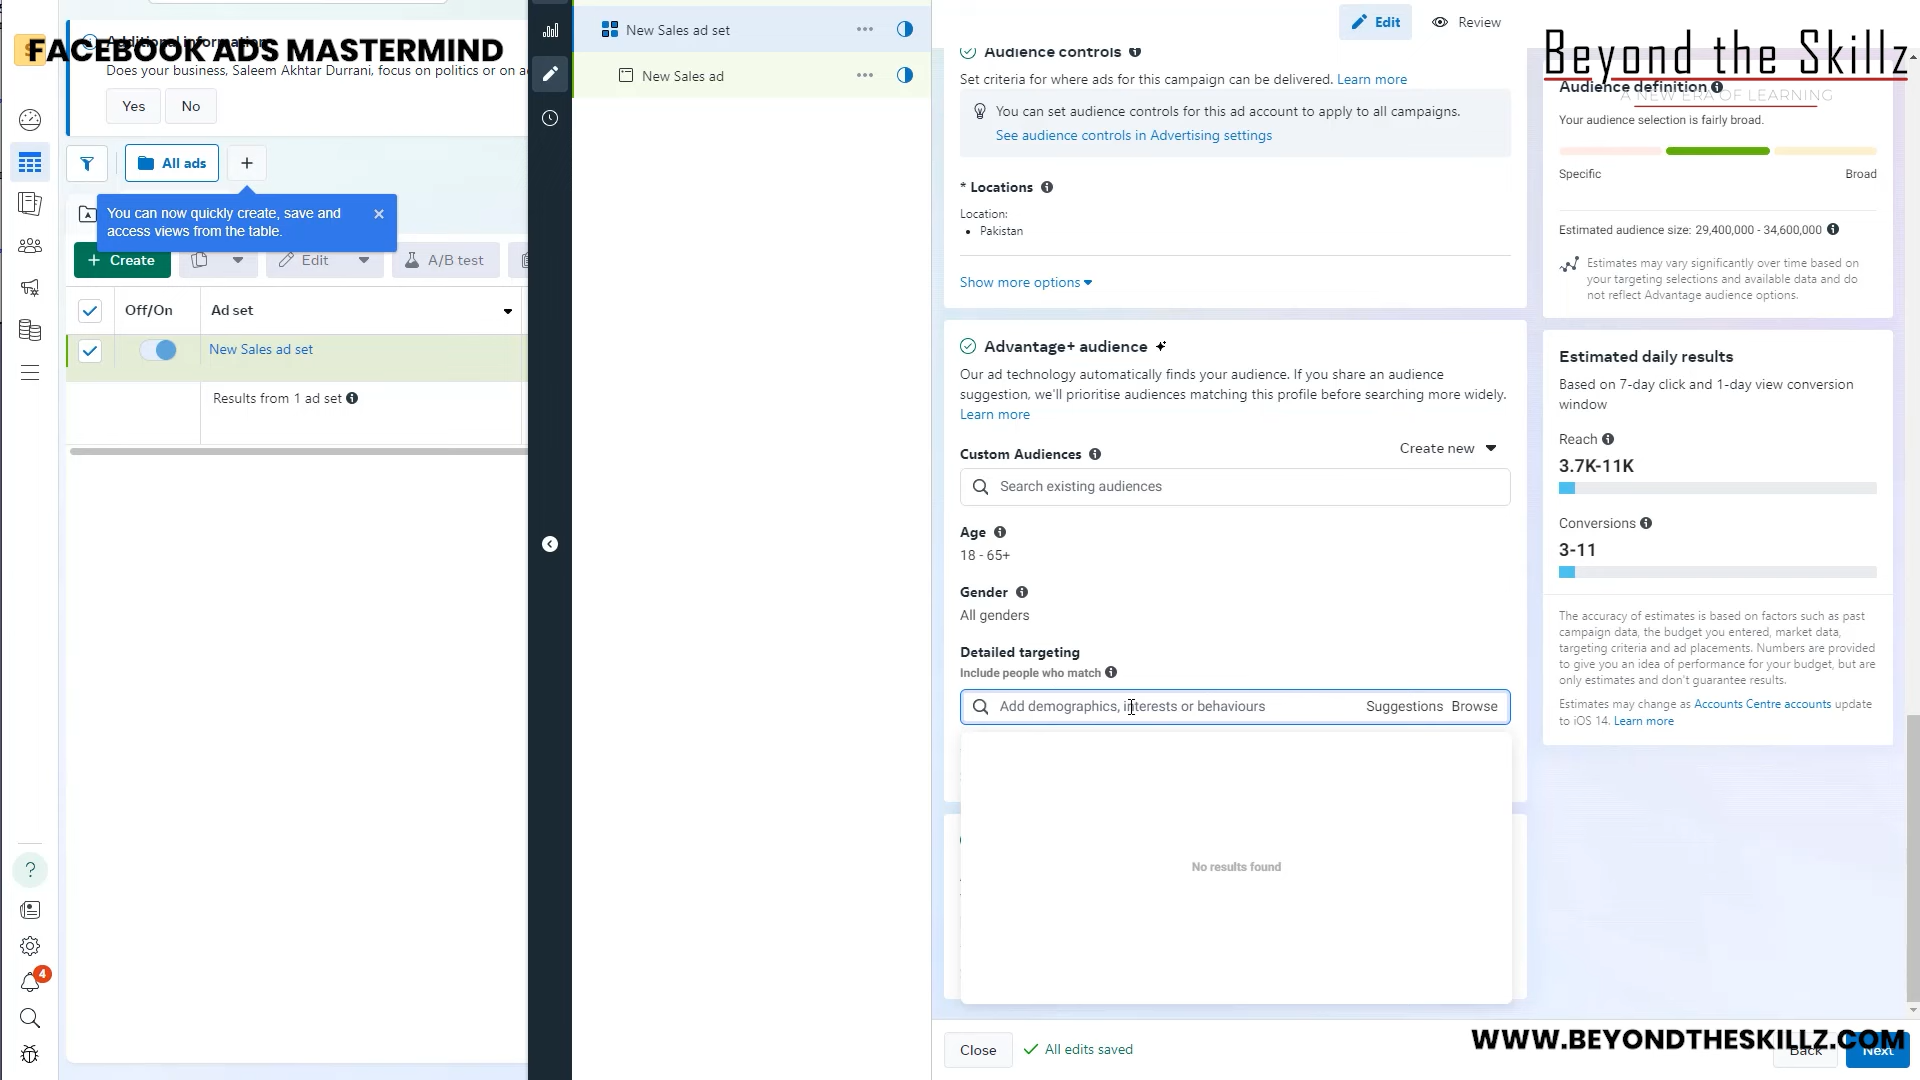 Additional information
FACEBOOK ADS MASTERMIND
Does your business, Saleem Akhtar Durrani, focus on politics or on
Yes
No
All ads
You can now quickly create, save and
access views from the table.
Create
Edit
A/B test
Off/On
Ad set
New Sales ad set
Results from 1 ad set
4
New Sales ad set
New Sales ad
Edit
Review
Audience controls
Set criteria for where ads for this campaign can be delivered. Learn more
You can set audience controls for this ad account to apply to all campaigns.
See audience controls in Advertising settings
* Locations
Location:
• Pakistan
Show more options
Advantage+ audience
Our ad technology automatically finds your audience. If you share an audience
suggestion, we'll prioritise audiences matching this profile before searching more widely.
Learn more
Custom Audiences
Create new
Search existing audiences
Age
18 - 65+
Gender
All genders
Detailed targeting
Include people who match
Add demographics, interests or behaviours
Suggestions
Browse
No results found
Close
All edits saved
Back
Next
Beyond the Skillz
A NEW ERA OF LEARNING
Audience definition
Your audience selection is fairly broad.
Specific
Broad
Estimated audience size: 29,400,000 - 34,600,000
Estimates may vary significantly over time based on
your targeting selections and available data and do
not reflect Advantage audience options.
Estimated daily results
Based on 7-day click and 1-day view conversion
window
Reach
3.7K-11K
Conversions
3-11
The accuracy of estimates is based on factors such as past
campaign data, the budget you entered, market data,
targeting criteria and ad placements. Numbers are provided
to give you an idea of performance for your budget, but are
only estimates and don't guarantee results.
Estimates may change as Accounts Centre accounts update
to iOS 14. Learn more
WWW.BEYONDTHESKILLZ.COM